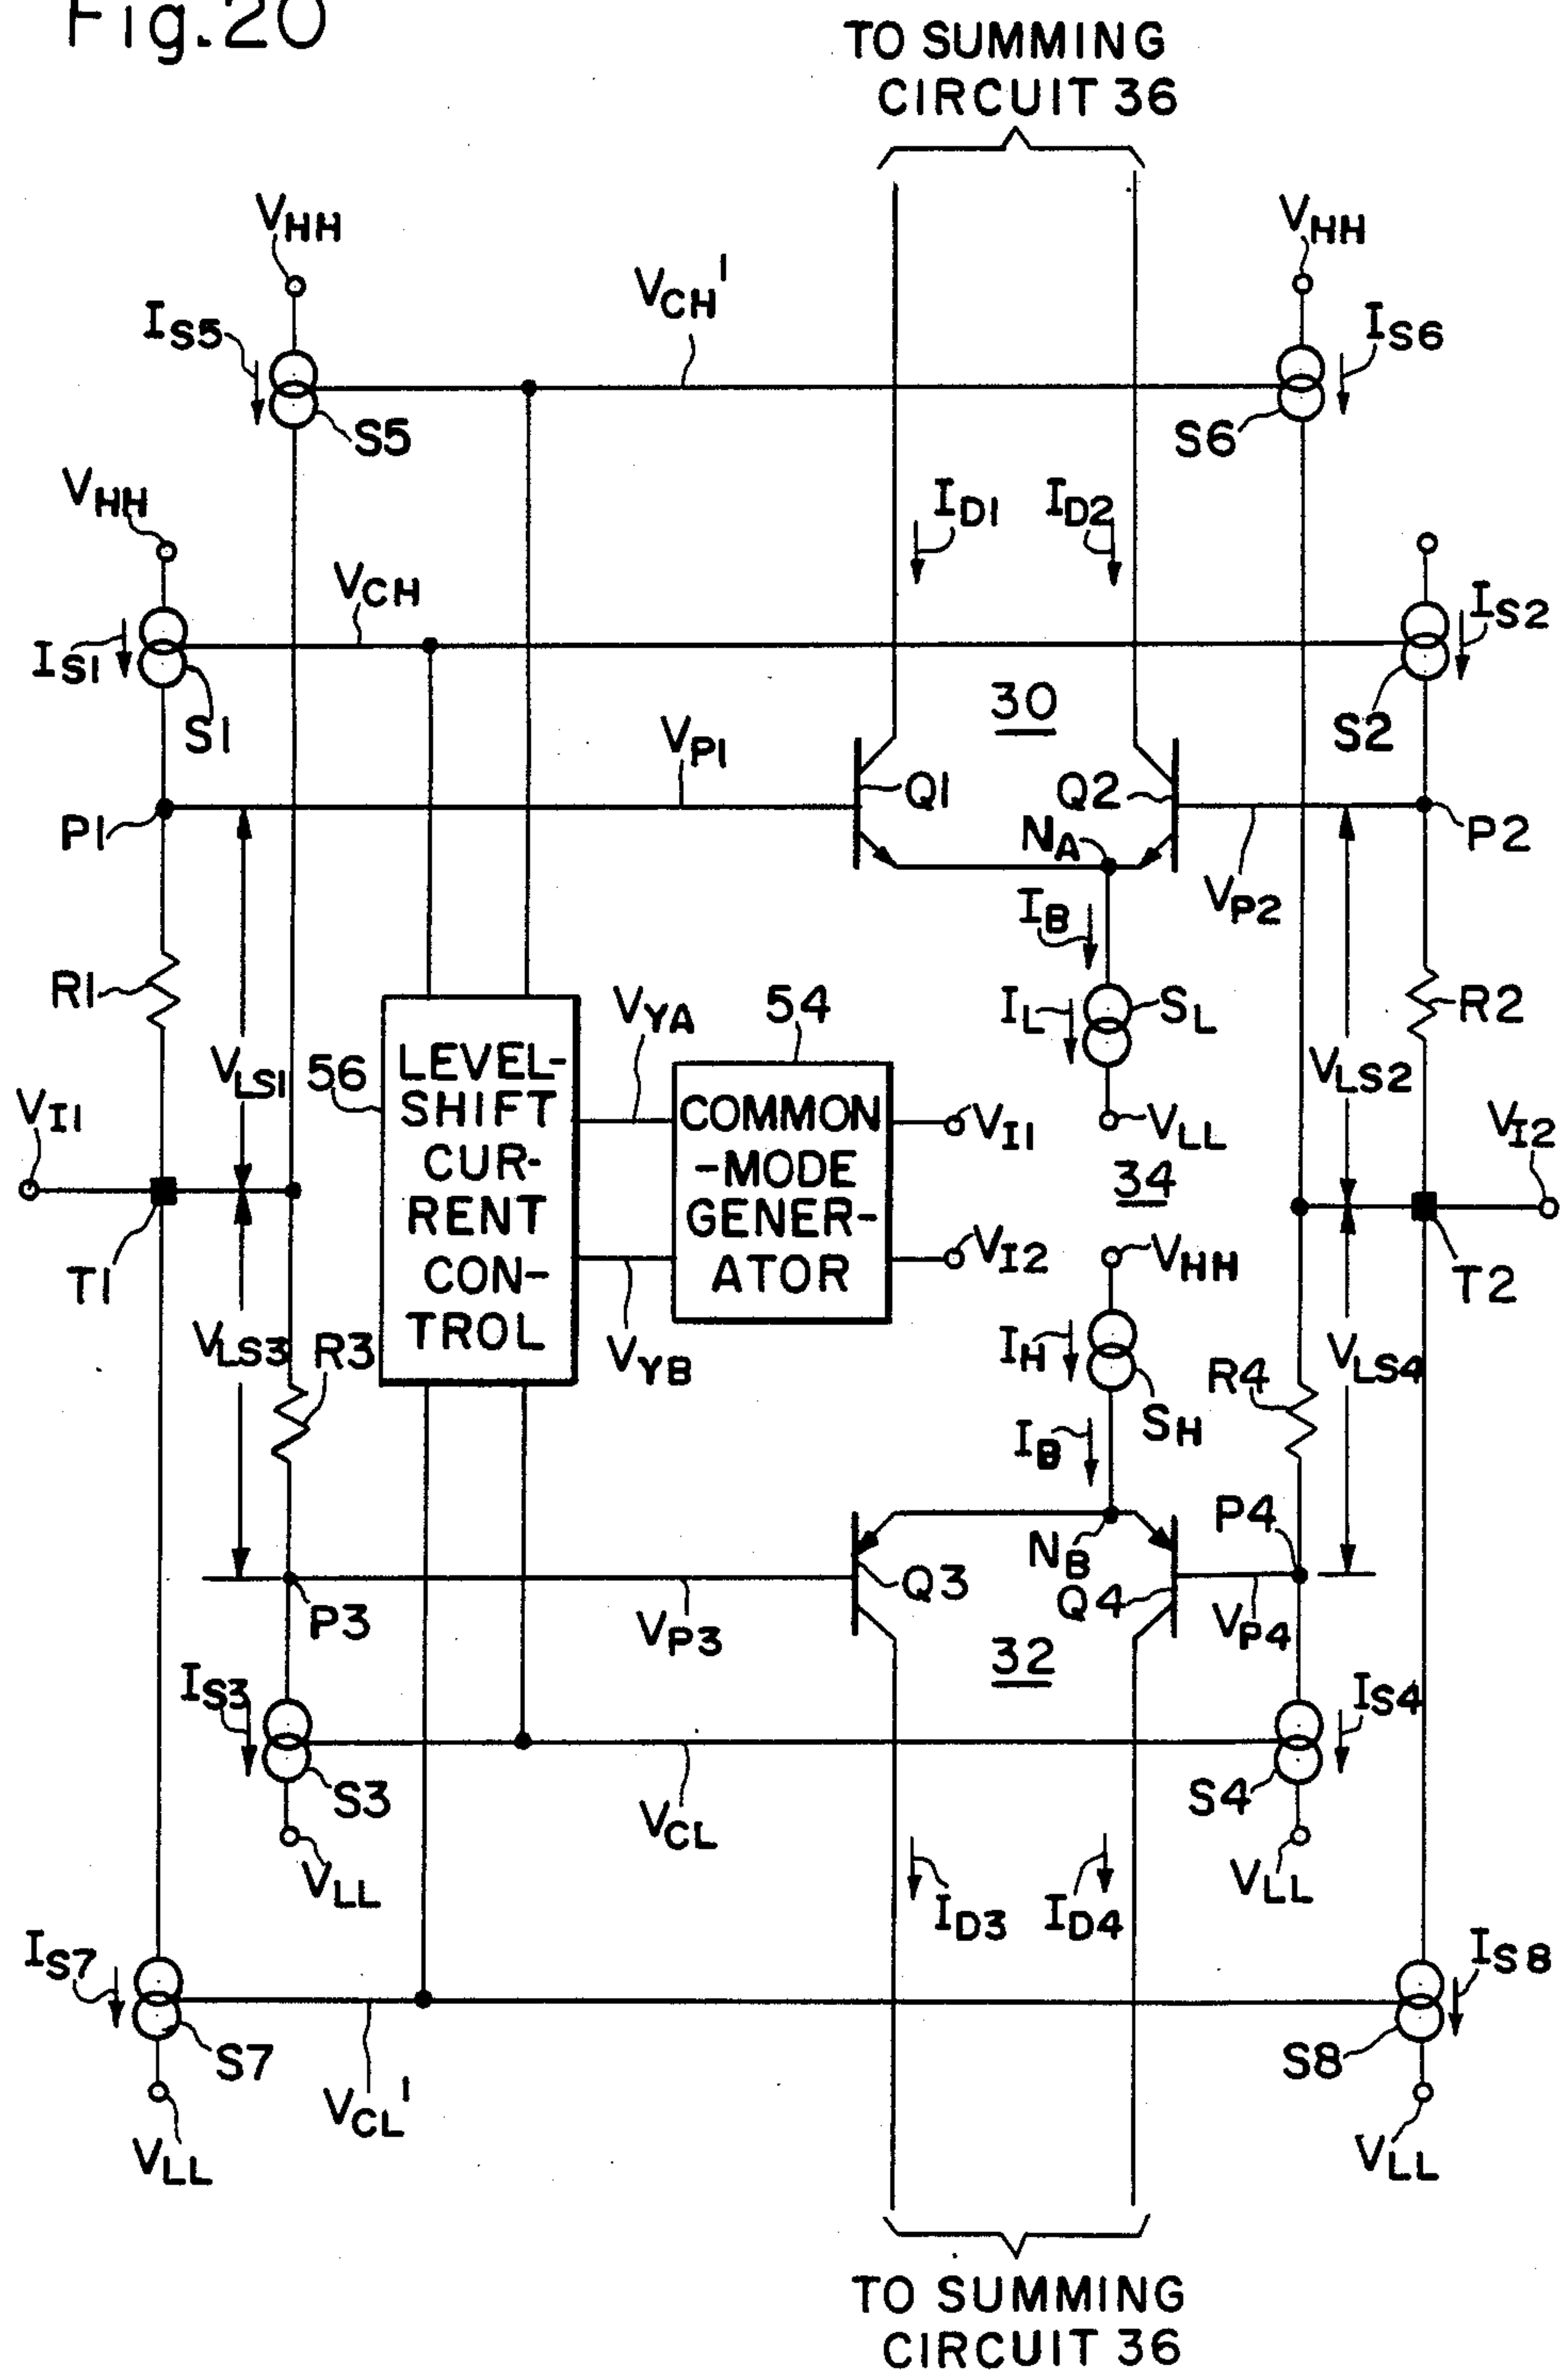 Fig. 20
TO SUMMING
CIRCUIT 36
VHH
VHH
VCH'
IS5
IS6
S5
S6
VHH
ID1
ID2
VCH
IS2
IS1
S1
S2
30
VP1
Q1
Q2
P1
P2
NA
VP2
IB
R1
R2
IL
SL
VYA
54
VLS1
56
LEVEL-
SHIFT
CUR-
RENT
CON-
TROL
COMMON
-MODE
GENER-
ATOR
VLS2
VI1
VI1
VLL
VI2
34
VI2
VHH
T1
T2
VLS3
R3
VYB
IH
SH
R4
VLS4
IB
P4
NB
Q3
Q4
P3
VP3
VP4
32
IS3
IS4
S3
S4
VCL
VLL
VLL
ID3
ID4
IS7
IS8
S7
S8
VCL'
VLL
VLL
TO SUMMING
CIRCUIT 36